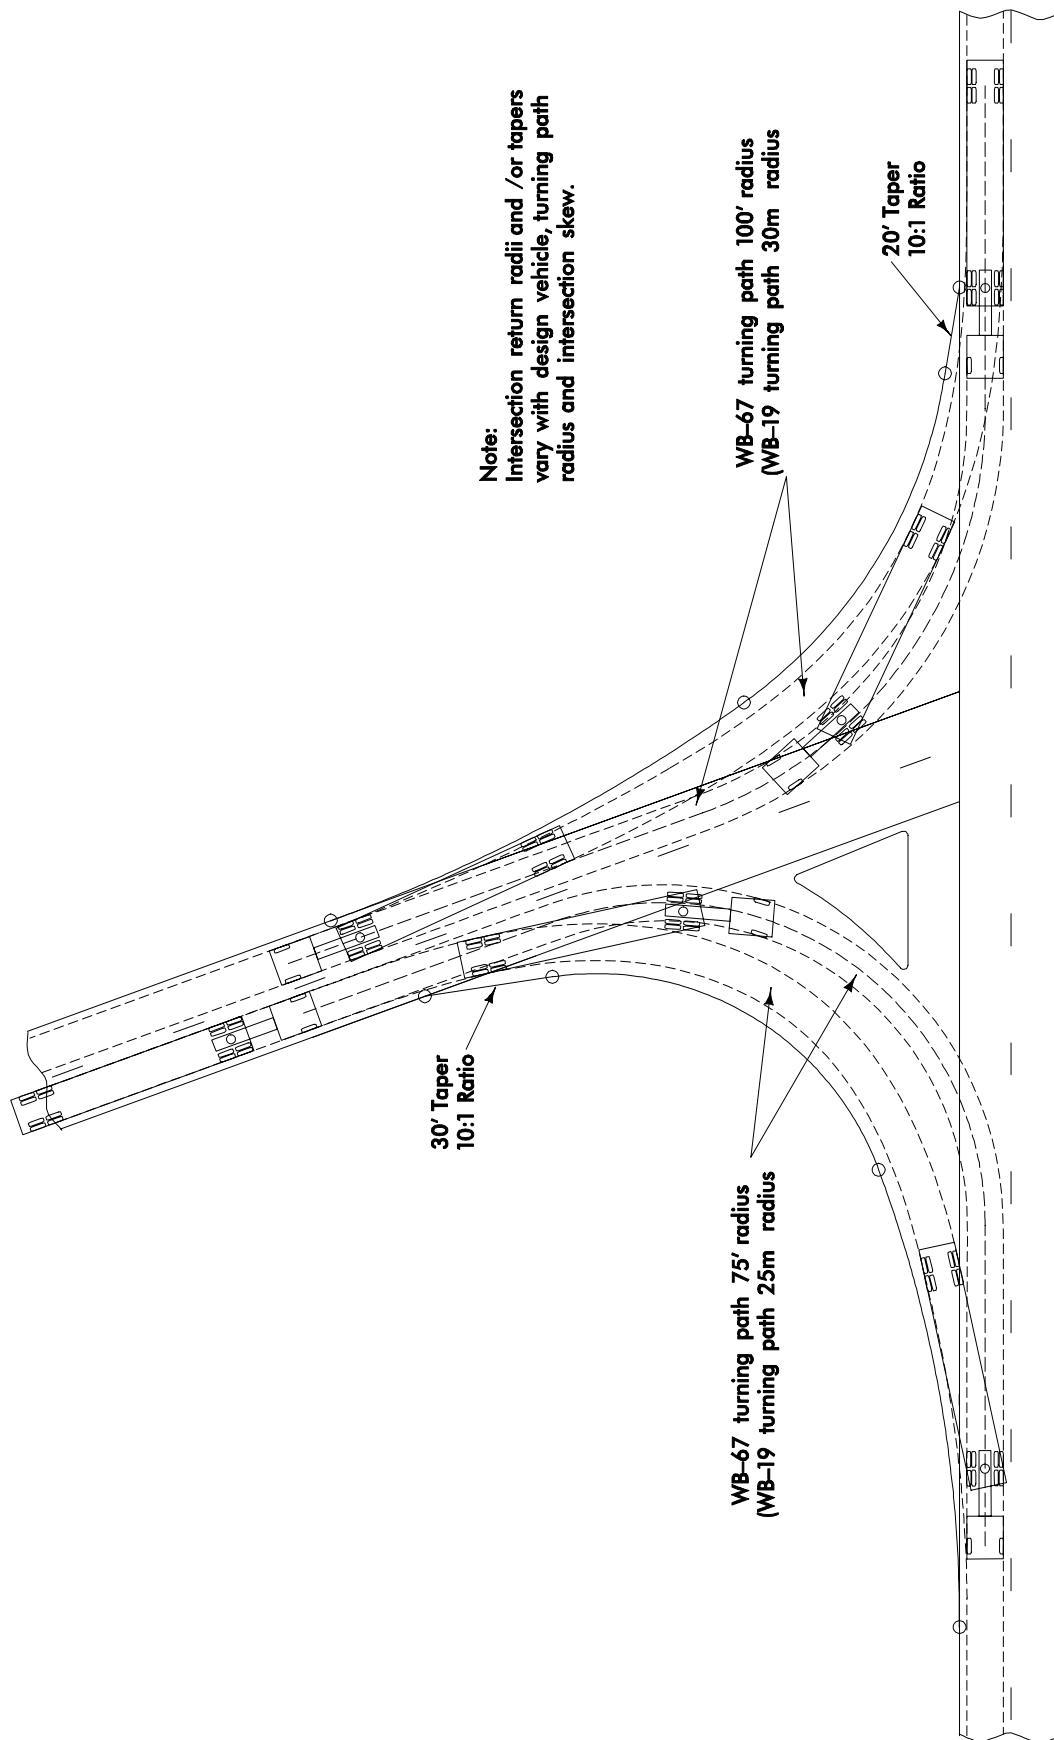 Note:
Intersection return radii and /or tapers
vary with design vehicle, turning path
radius and intersection skew.
WB–67 turning path 100' radius
(WB–19 turning path 30m radius
20' Taper
10:1 Ratio
30' Taper
10:1 Ratio
WB–67 turning path 75' radius
(WB–19 turning path 25m radius